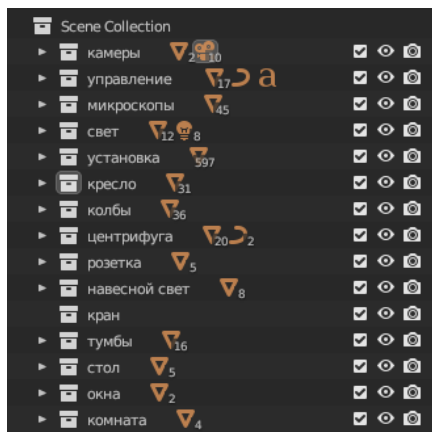 Scene Collection
камеры 2 10
управление 17 a
микроскопы 45
свет 12 8
установка 597
кресло 31
колбы 36
центрифуга 20 2
розетка 5
навесной свет 8
кран
тумбы 16
стол 5
окна 2
комната 4